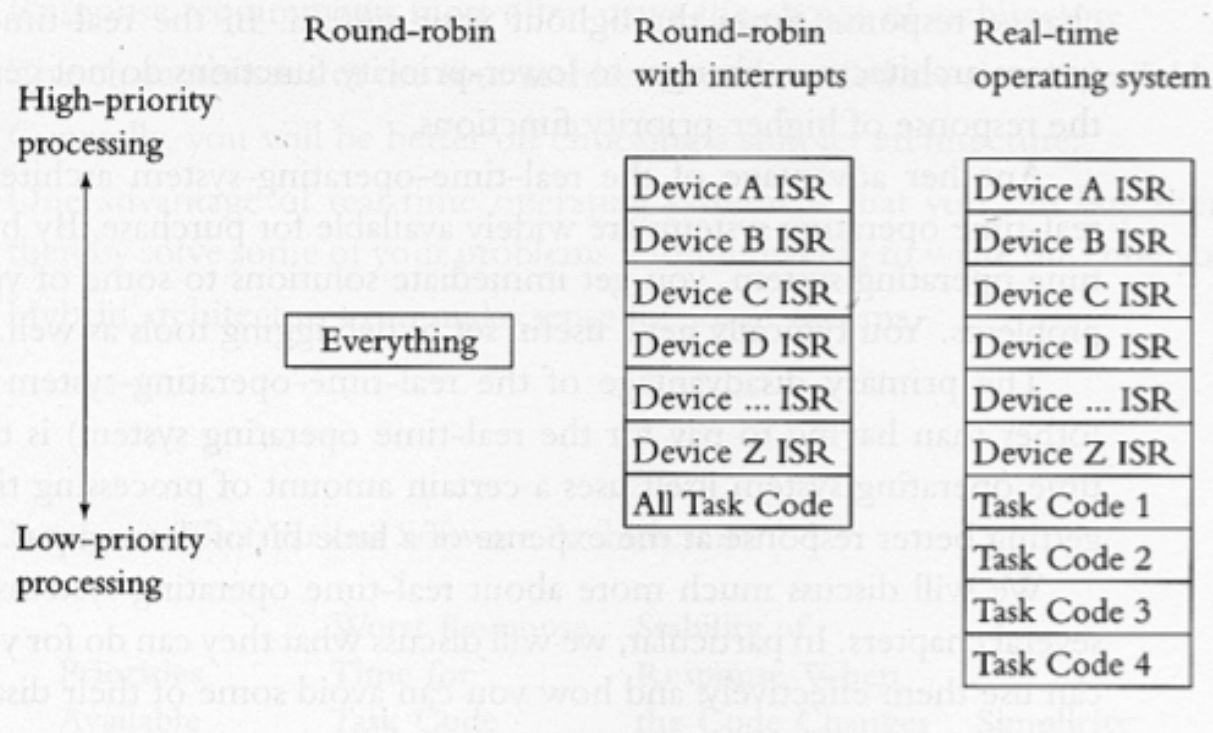 Round-robin
Round-robin
with interrupts
Real-time
operating system
High-priority
processing
Low-priority
processing
Everything
Device A ISR
Device B ISR
Device C ISR
Device D ISR
Device ... ISR
Device Z ISR
All Task Code
Device A ISR
Device B ISR
Device C ISR
Device D ISR
Device ... ISR
Device Z ISR
Task Code 1
Task Code 2
Task Code 3
Task Code 4